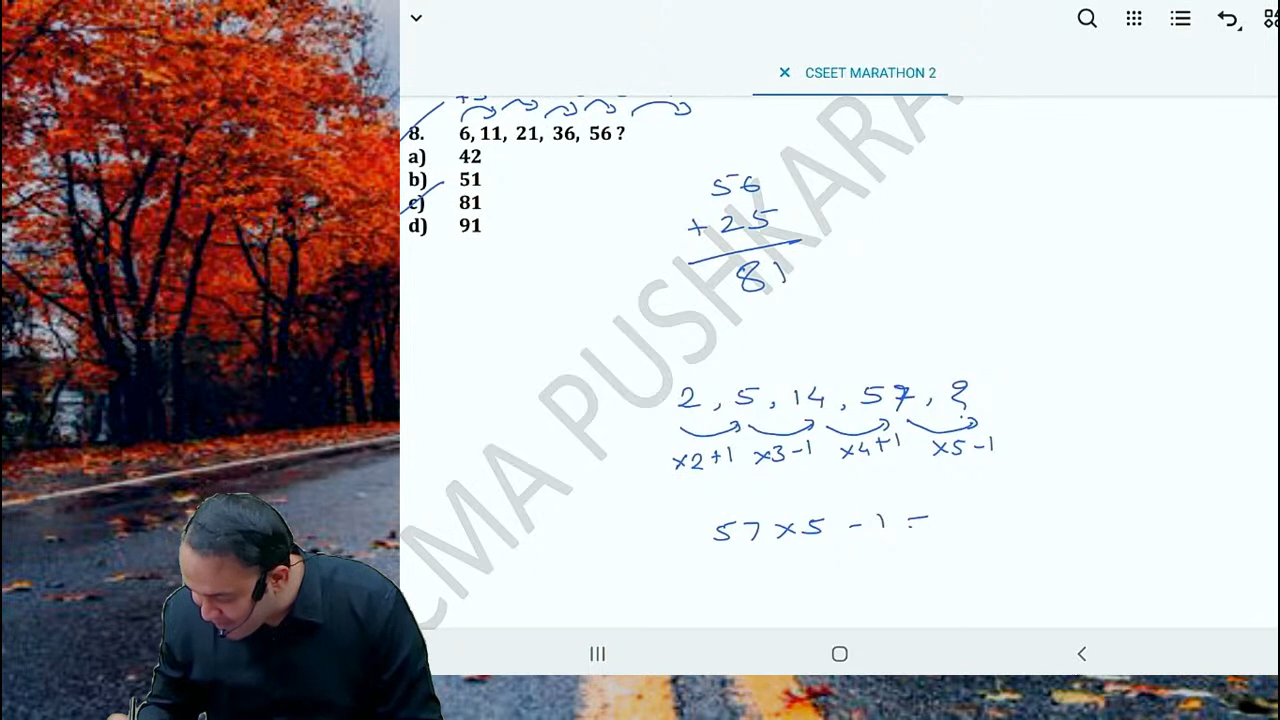 CSEET MARATHON 2
8. 6, 11, 21, 36, 56 ?
a) 42
b) 51
c) 81
d) 91
56
+ 25
81
2, 5, 14, 57, ?
×2+1 ×3-1 ×4+1 ×5-1
57×5 - 1 =
CMA PUSHKARA